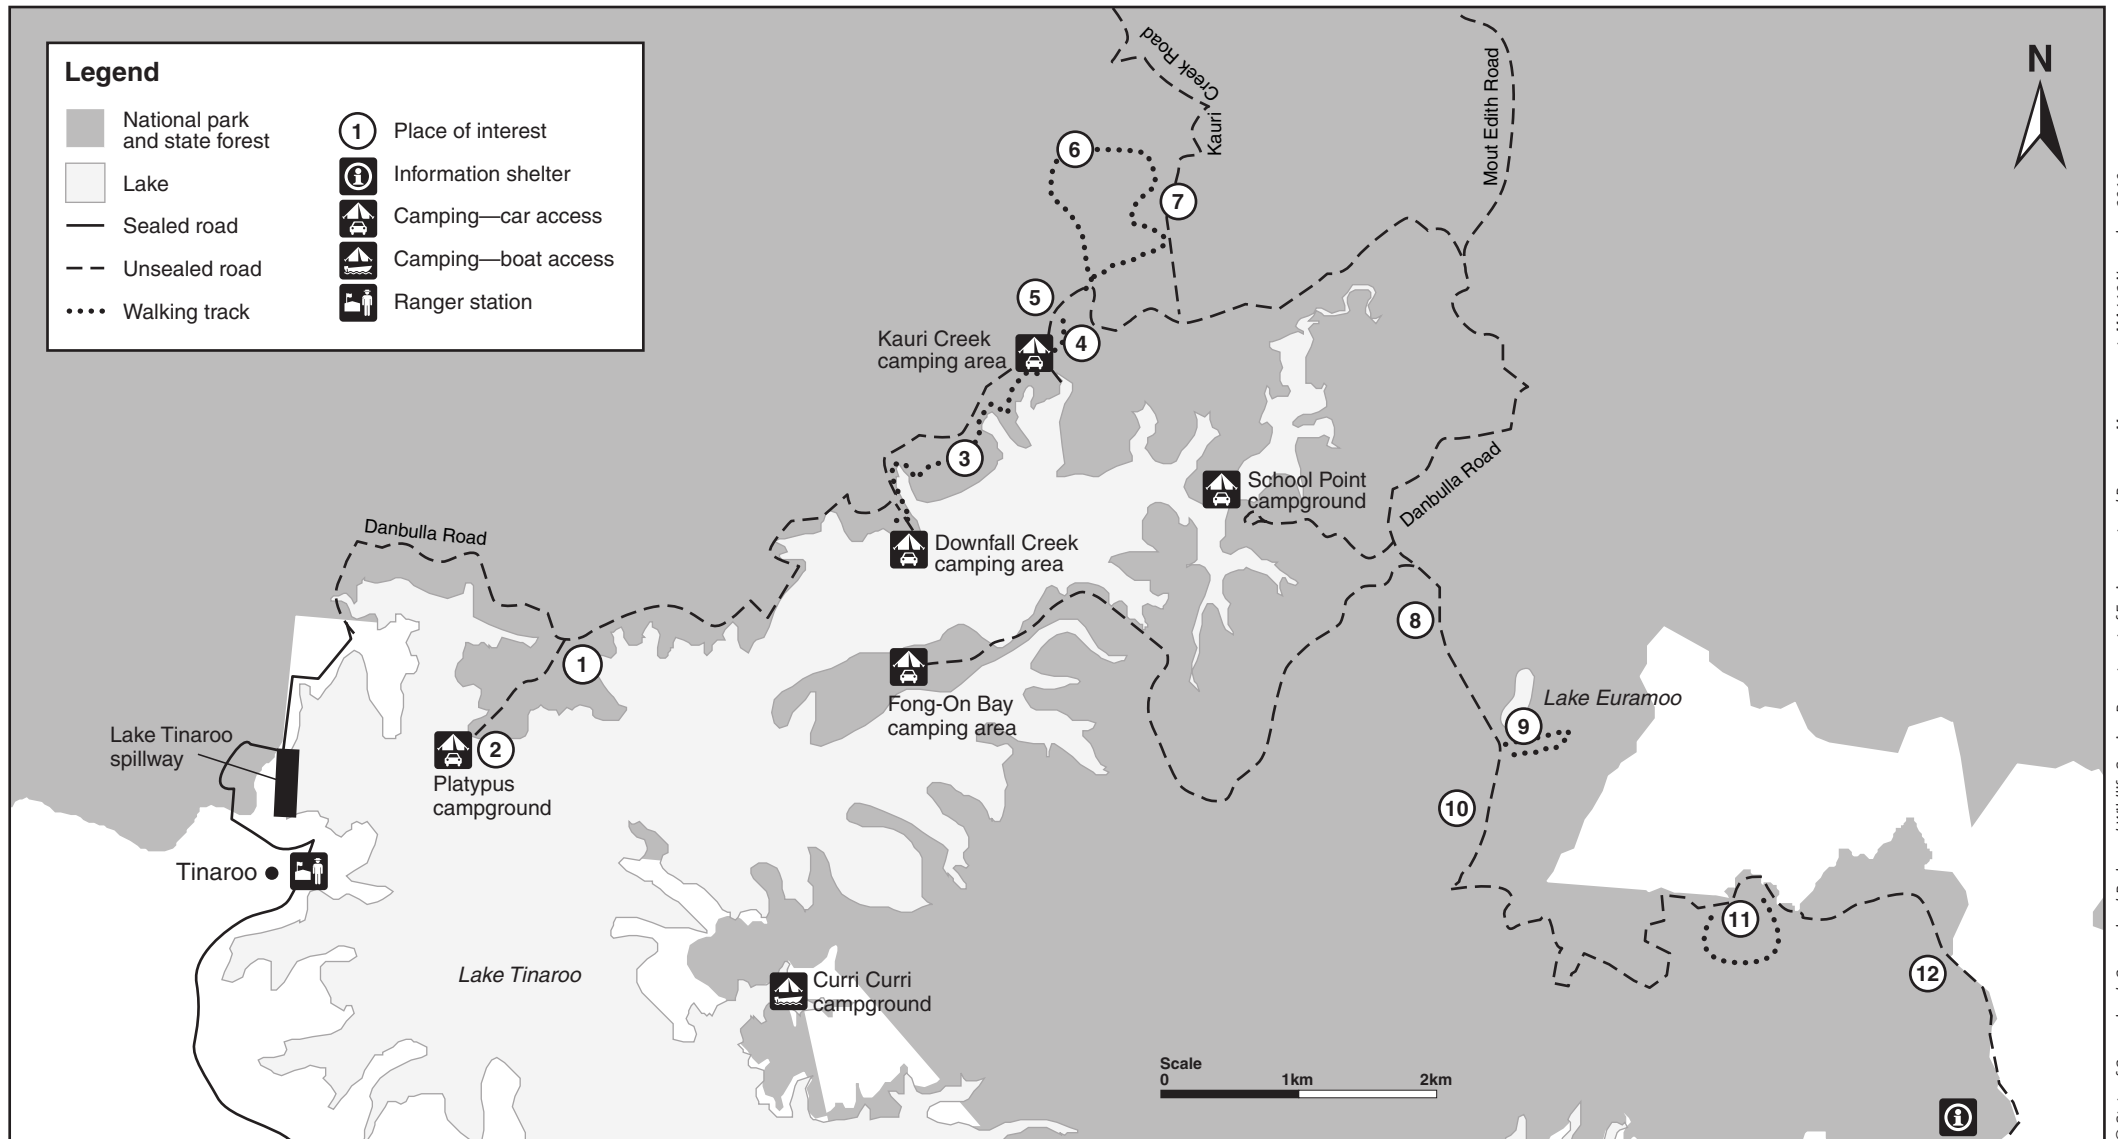 Legend
National park
and state forest
Lake
Sealed road
Unsealed road
Walking track
1 Place of interest
Information shelter
Camping—car access
Camping—boat access
Ranger station
N
Kauri Creek Road
Mout Edith Road
6
7
5
4
Kauri Creek
camping area
3
School Point
campground
Danbulla Road
Danbulla Road
Downfall Creek
camping area
8
1
Fong-On Bay
camping area
Lake Euramoo
9
Lake Tinaroo
spillway
2
Platypus
campground
10
Tinaroo
11
12
Lake Tinaroo
Curri Curri
campground
Scale
0 1km 2km